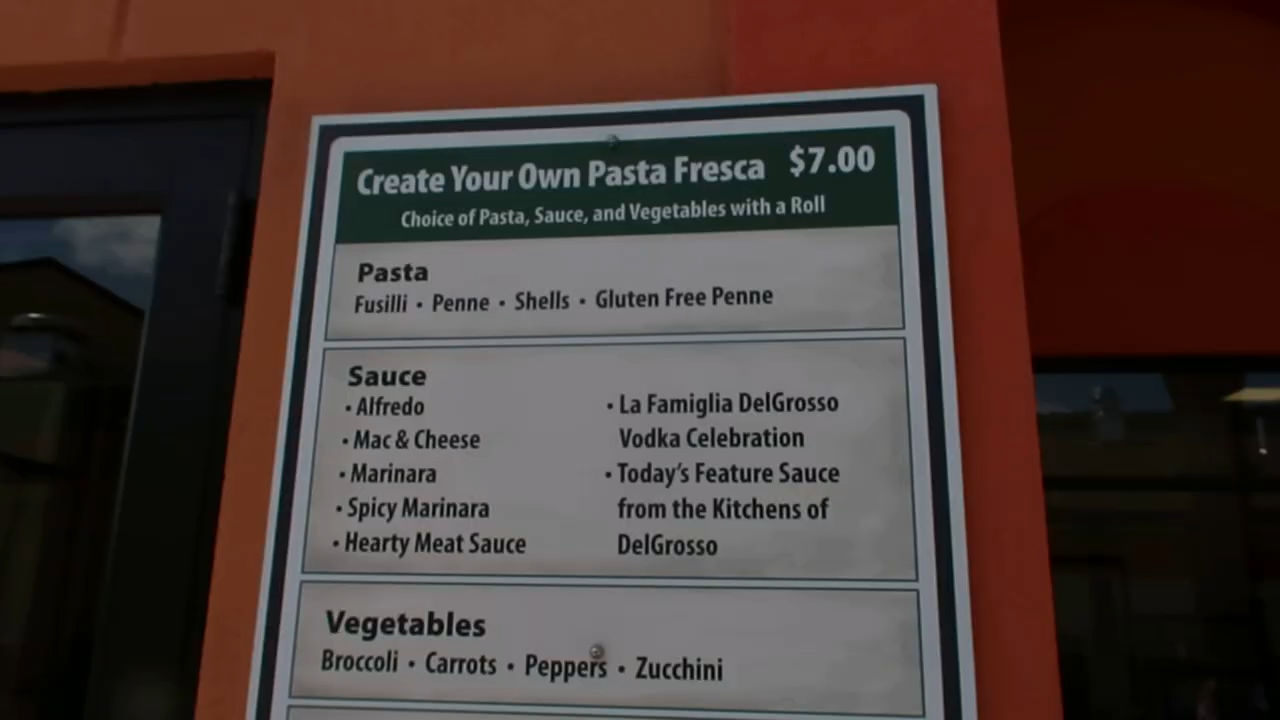 Create Your Own Pasta Fresca $7.00
Choice of Pasta, Sauce, and Vegetables with a Roll
Pasta
Fusilli • Penne • Shells • Gluten Free Penne
Sauce
• Alfredo
• Mac & Cheese
• Marinara
• Spicy Marinara
• Hearty Meat Sauce
• La Famiglia DelGrosso
Vodka Celebration
• Today's Feature Sauce
from the Kitchens of
DelGrosso
Vegetables
Broccoli • Carrots • Peppers • Zucchini